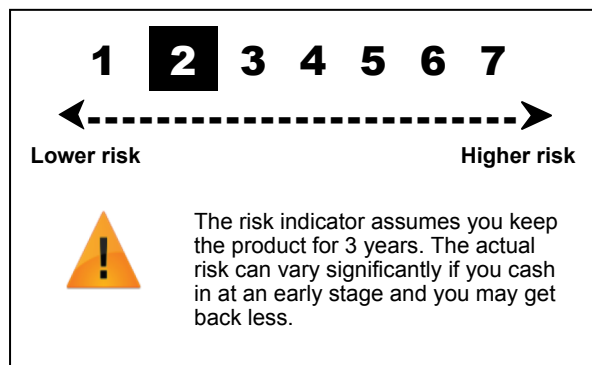 1 2 3 4 5 6 7
Lower risk Higher risk
!
The risk indicator assumes you keep
the product for 3 years. The actual
risk can vary significantly if you cash
in at an early stage and you may get
back less.